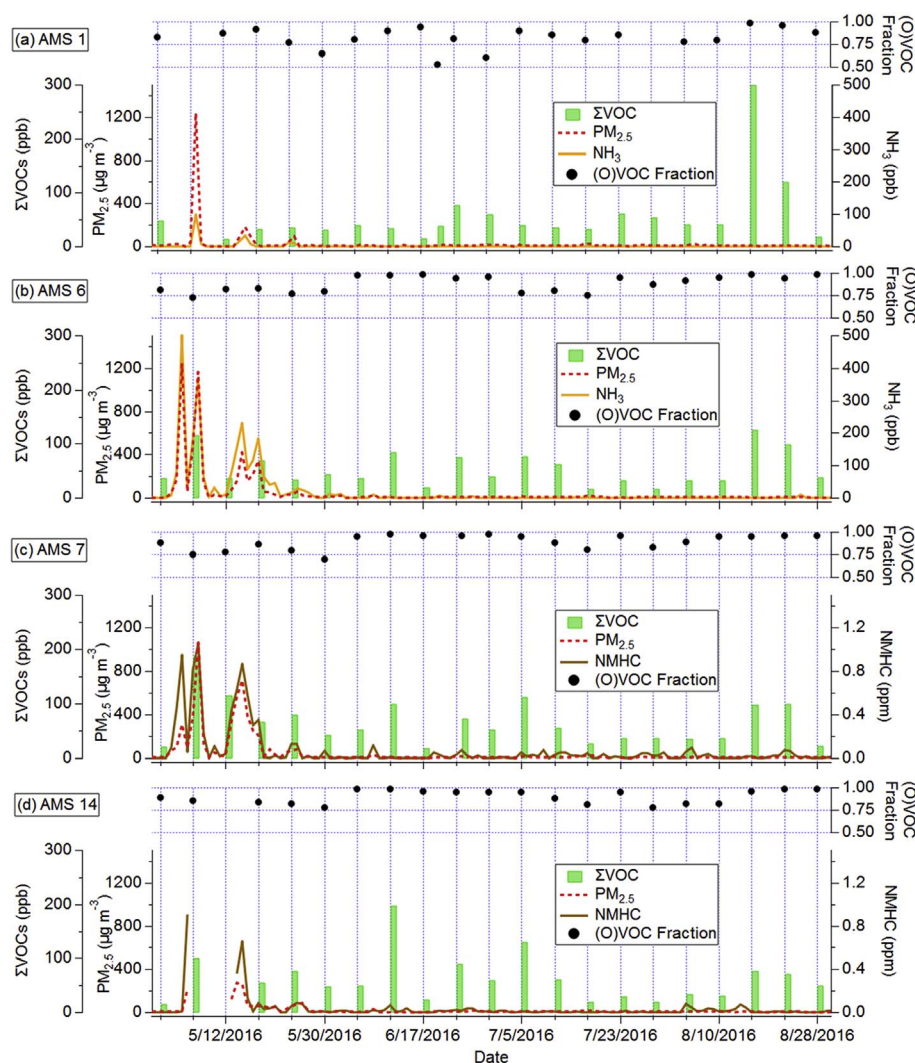 (a) AMS 1
1.00
0.75
0.50
(O)VOC
Fraction
300
200
100
0
ΣVOCs (ppb)
1200
800
400
0
PM2.5 (µg m⁻³)
ΣVOC
PM2.5
NH3
(O)VOC Fraction
500
400
300
200
100
0
NH3 (ppb)
(b) AMS 6
1.00
0.75
0.50
(O)VOC
Fraction
300
200
100
0
ΣVOCs (ppb)
1200
800
400
0
PM2.5 (µg m⁻³)
ΣVOC
PM2.5
NH3
(O)VOC Fraction
500
400
300
200
100
0
NH3 (ppb)
(c) AMS 7
1.00
0.75
0.50
(O)VOC
Fraction
300
200
100
0
ΣVOCs (ppb)
1200
800
400
0
PM2.5 (µg m⁻³)
ΣVOC
PM2.5
NMHC
(O)VOC Fraction
1.2
0.8
0.4
0.0
NMHC (ppm)
(d) AMS 14
1.00
0.75
0.50
(O)VOC
Fraction
300
200
100
0
ΣVOCs (ppb)
1200
800
400
0
PM2.5 (µg m⁻³)
ΣVOC
PM2.5
NMHC
(O)VOC Fraction
1.2
0.8
0.4
0.0
NMHC (ppm)
5/12/2016 5/30/2016 6/17/2016 7/5/2016 7/23/2016 8/10/2016 8/28/2016
Date